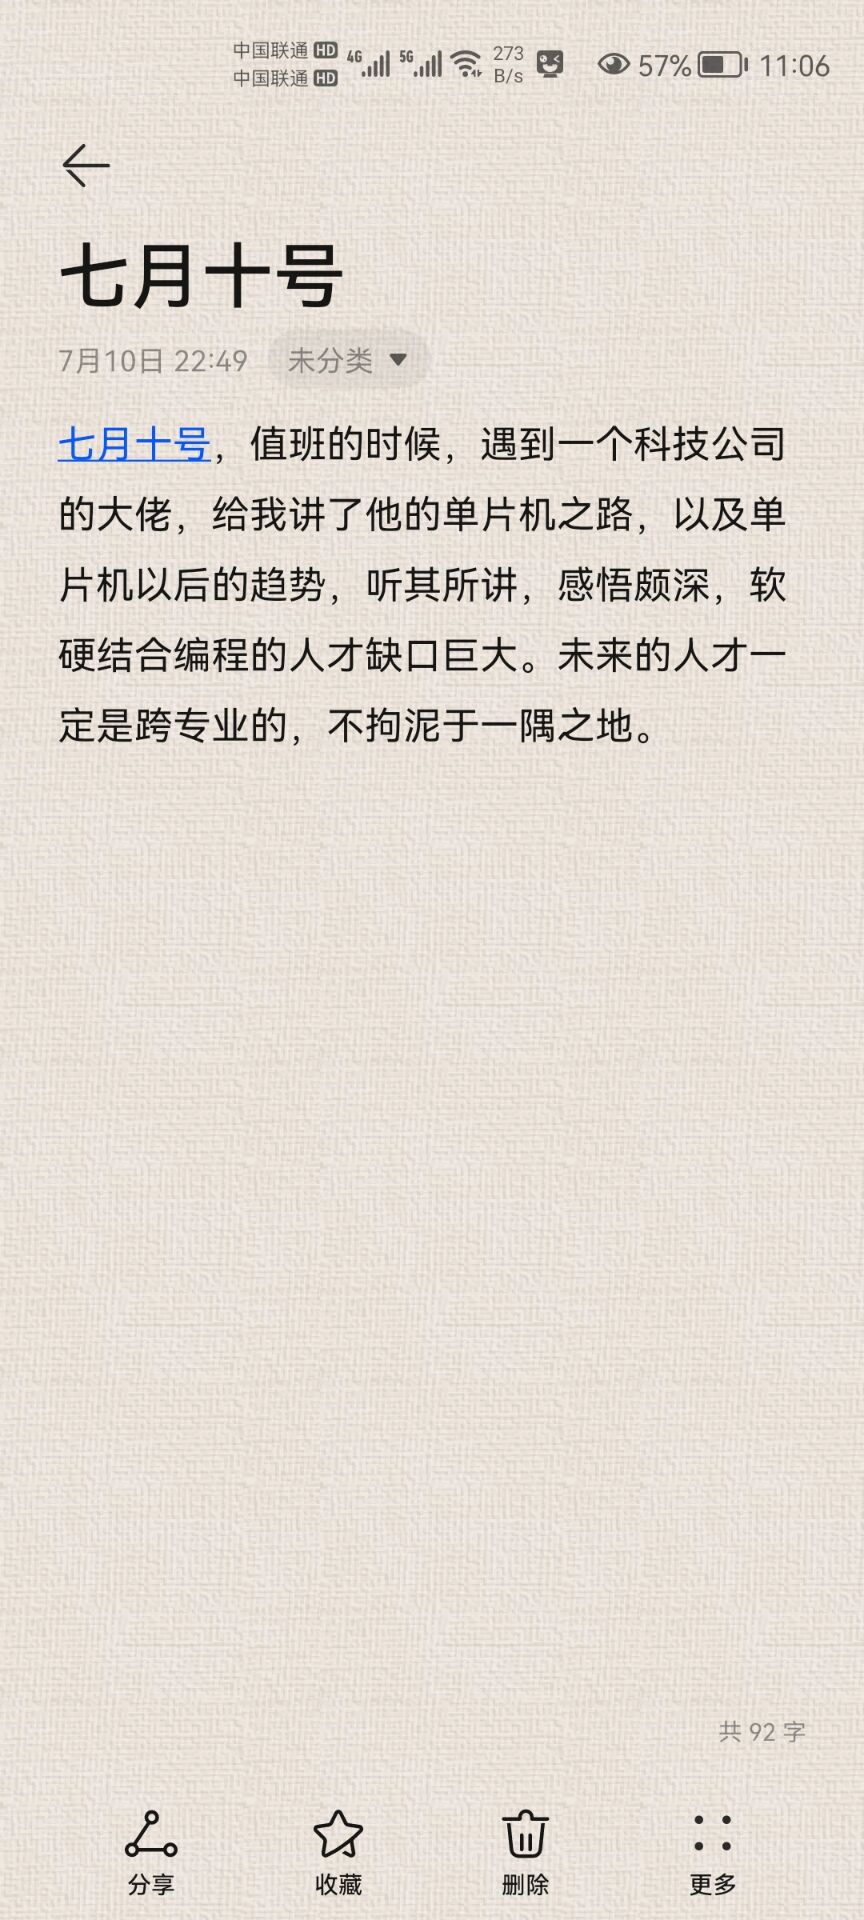 中国联通 HD 4G 5G 273 57% 11:06
中国联通 HD B/s
七月十号
7月10日 22:49 未分类
七月十号，值班的时候，遇到一个科技公司
的大佬，给我讲了他的单片机之路，以及单
片机以后的趋势，听其所讲，感悟颇深，软
硬结合编程的人才缺口巨大。未来的人才一
定是跨专业的，不拘泥于一隅之地。
共 92 字
分享 收藏 删除 更多